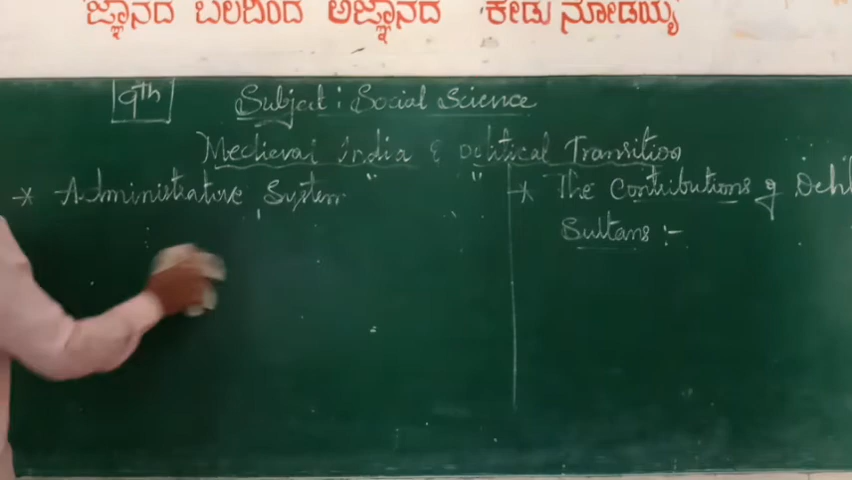 ಜ್ಞಾನದ ಬಲದಿಂದ ಅಜ್ಞಾನದ ಕೇಡು ನೋಡಯ್ಯ
9th Subject : Social Science
Medieval India & Political Transition
* Administrative System
* The Contributions of Dehl
Sultans :-